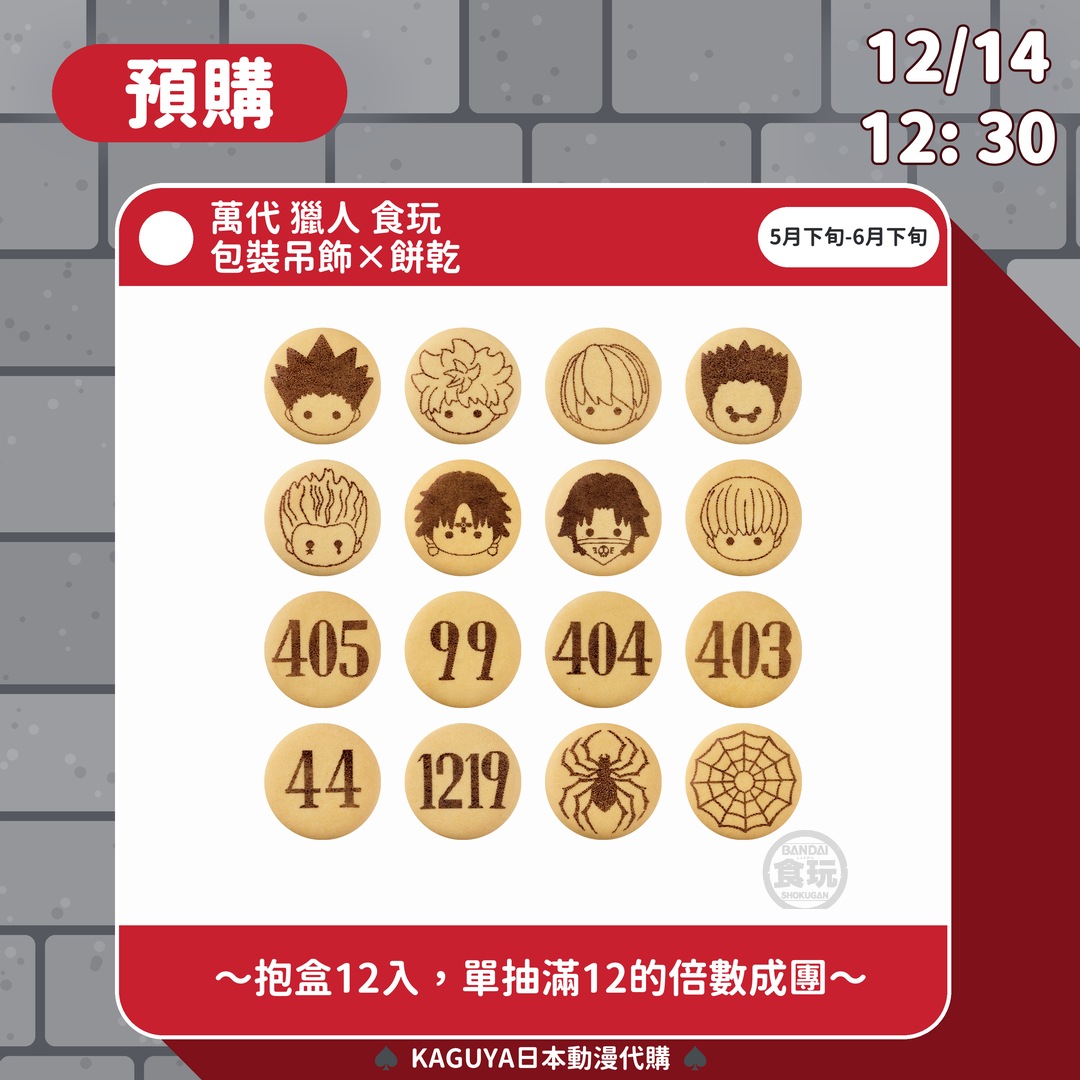 預購
12/14
12: 30
萬代 獵人 食玩
包裝吊飾×餅乾
5月下旬-6月下旬
405
99
404
403
44
1219
BANDAI
食玩
SHOKUGAN
～抱盒12入，單抽滿12的倍數成團～
♠ KAGUYA日本動漫代購 ♠